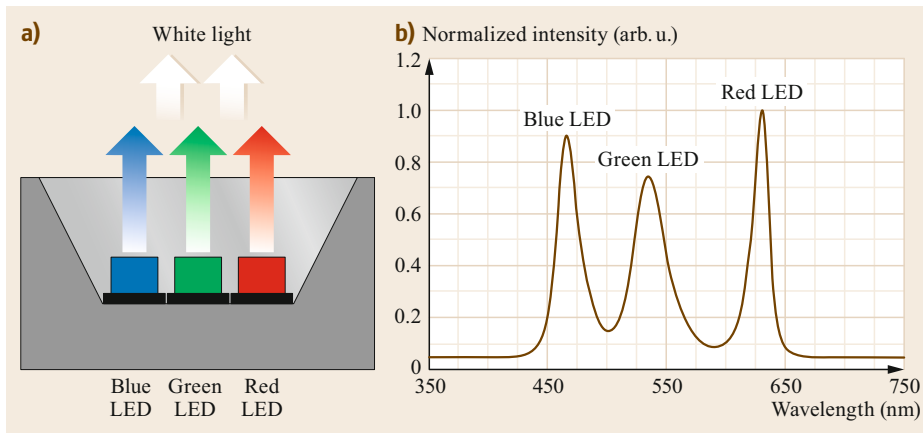 a)
White light
Blue LED
Green LED
Red LED
b) Normalized intensity (arb. u.)
1.2
1.0
0.8
0.6
0.4
0.2
0
Blue LED
Green LED
Red LED
350
450
550
650
750
Wavelength (nm)